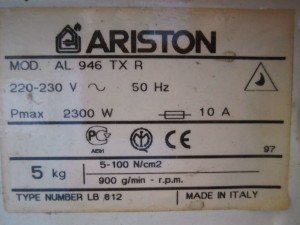 ARISTON
MOD. AL 946 TX R
220-230 V ~ 50 Hz
Pmax 2300 W 10 A
AE91
97
5 kg
5-100 N/cm2
900 g/min - r.p.m.
TYPE NUMBER LB 812
MADE IN ITALY